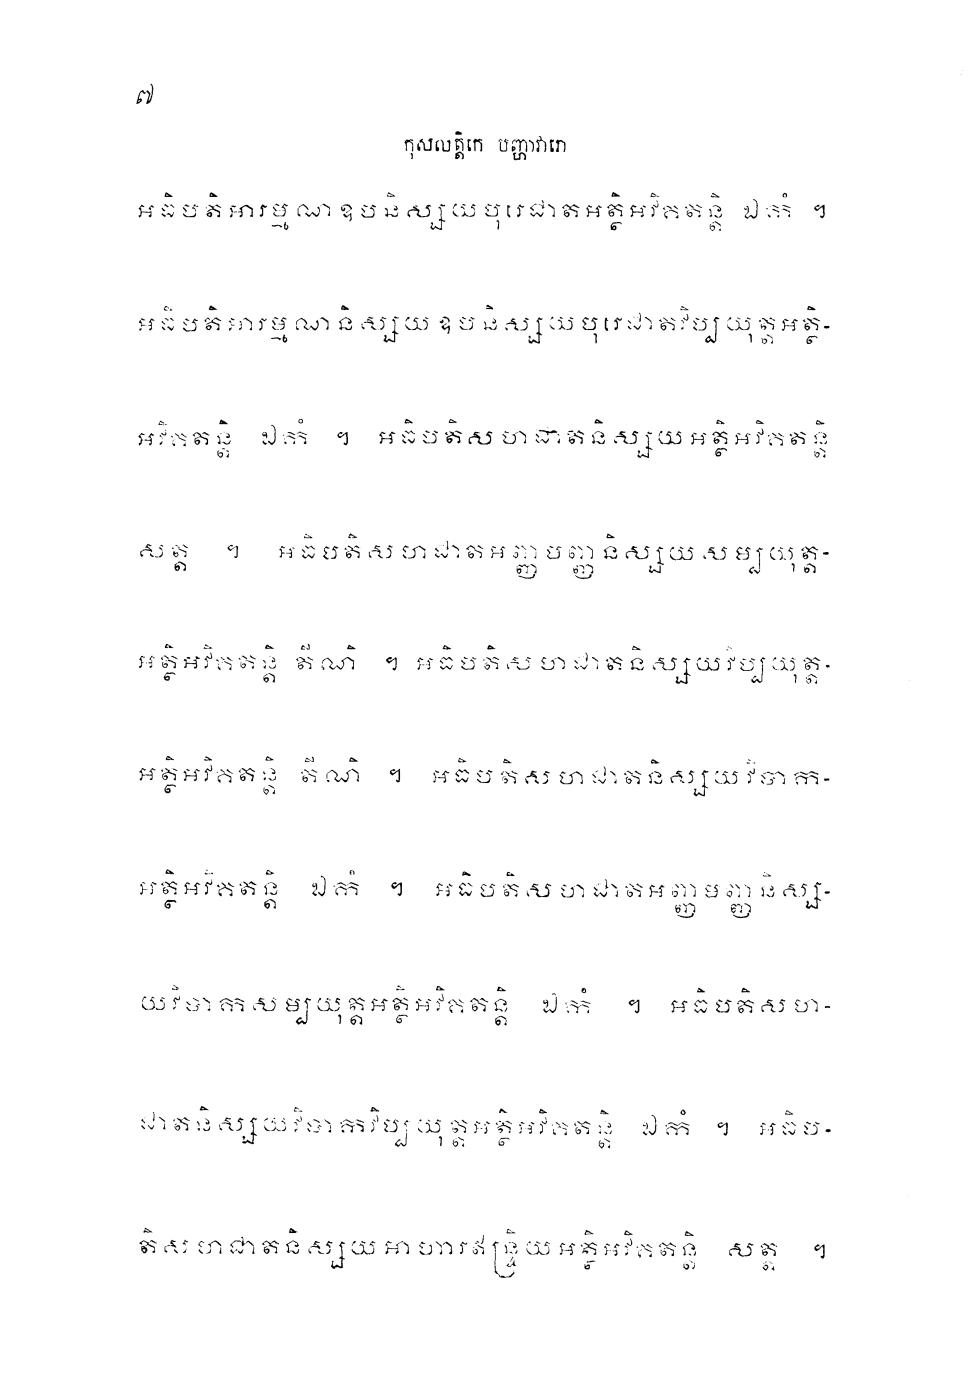 ៧
កុសលត្តិកេ បញ្ហាវារោ
អធិបតិអារម្មណឧបនិស្សយបុរេជាតអត្ថិអវិគតន្តិ ឯកំ ។
អធិបតិអារម្មណនិស្សយឧបនិស្សយបុរេជាតវិប្បយុត្តអត្ថិ-
អវិគតន្តិ ឯកំ ។ អធិបតិសហជាតនិស្សយអត្ថិអវិគតន្តិ
សត្ត ។ អធិបតិសហជាតអញ្ញមញ្ញនិស្សយសម្បយុត្ត-
អត្ថិអវិគតន្តិ តីណិ ។ អធិបតិសហជាតនិស្សយវិប្បយុត្ត-
អត្ថិអវិគតន្តិ តីណិ ។ អធិបតិសហជាតនិស្សយវិបាក-
អត្ថិអវិគតន្តិ ឯកំ ។ អធិបតិសហជាតអញ្ញមញ្ញនិស្ស-
យវិបាកសម្បយុត្តអត្ថិអវិគតន្តិ ឯកំ ។ អធិបតិសហ-
ជាតនិស្សយវិបាកវិប្បយុត្តអត្ថិអវិគតន្តិ ឯកំ ។ អធិប-
តិសហជាតនិស្សយអាហារឥន្ទ្រិយអត្ថិអវិគតន្តិ សត្ត ។